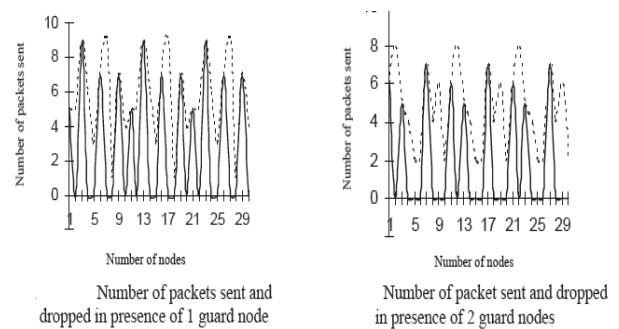 10
8
6
4
2
0
Number of packets sent
1 5 9 13 17 21 25 29
Number of nodes
Number of packets sent and
dropped in presence of 1 guard node
8
6
4
2
0
Number of packets sent
1 5 9 13 17 21 25 29
Number of nodes
Number of packet sent and dropped
in presence of 2 guard nodes